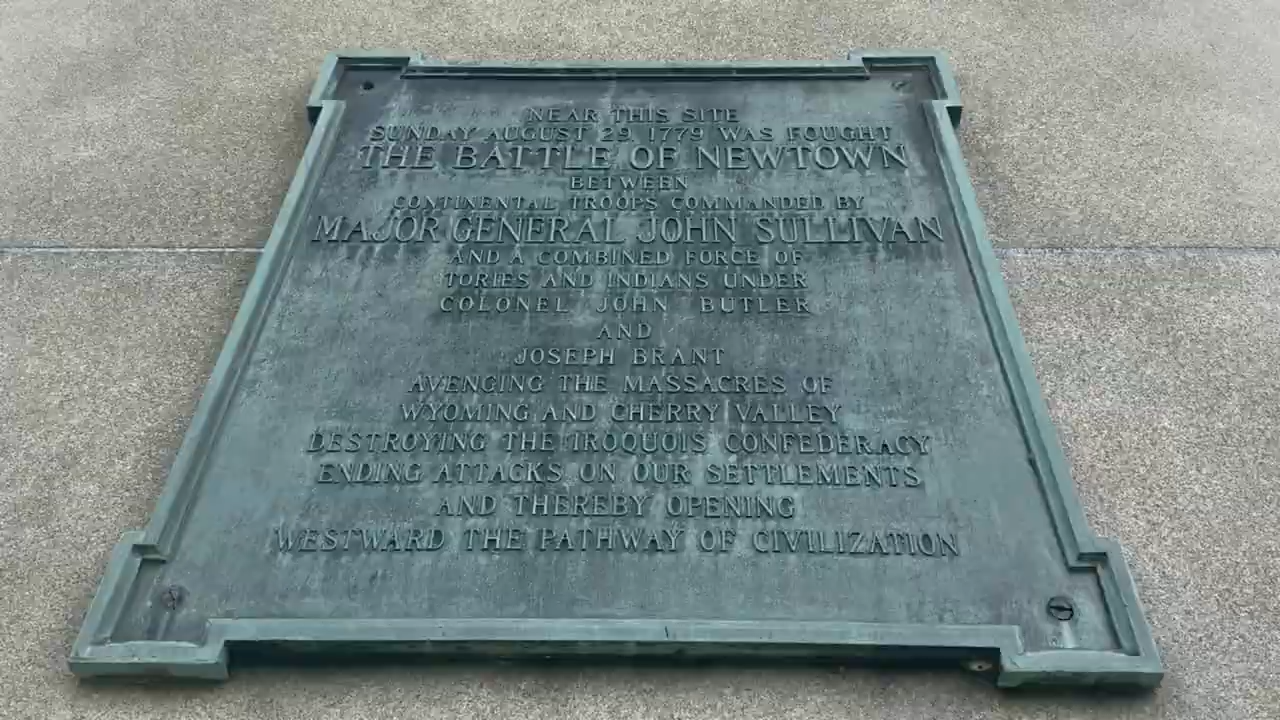 NEAR THIS SITE
SUNDAY AUGUST 29, 1779 WAS FOUGHT
THE BATTLE OF NEWTOWN
BETWEEN
CONTINENTAL TROOPS COMMANDED BY
MAJOR GENERAL JOHN SULLIVAN
AND A COMBINED FORCE OF
TORIES AND INDIANS UNDER
COLONEL JOHN BUTLER
AND
JOSEPH BRANT
AVENGING THE MASSACRES OF
WYOMING AND CHERRY VALLEY
DESTROYING THE IROQUOIS CONFEDERACY
ENDING ATTACKS ON OUR SETTLEMENTS
AND THEREBY OPENING
WESTWARD THE PATHWAY OF CIVILIZATION